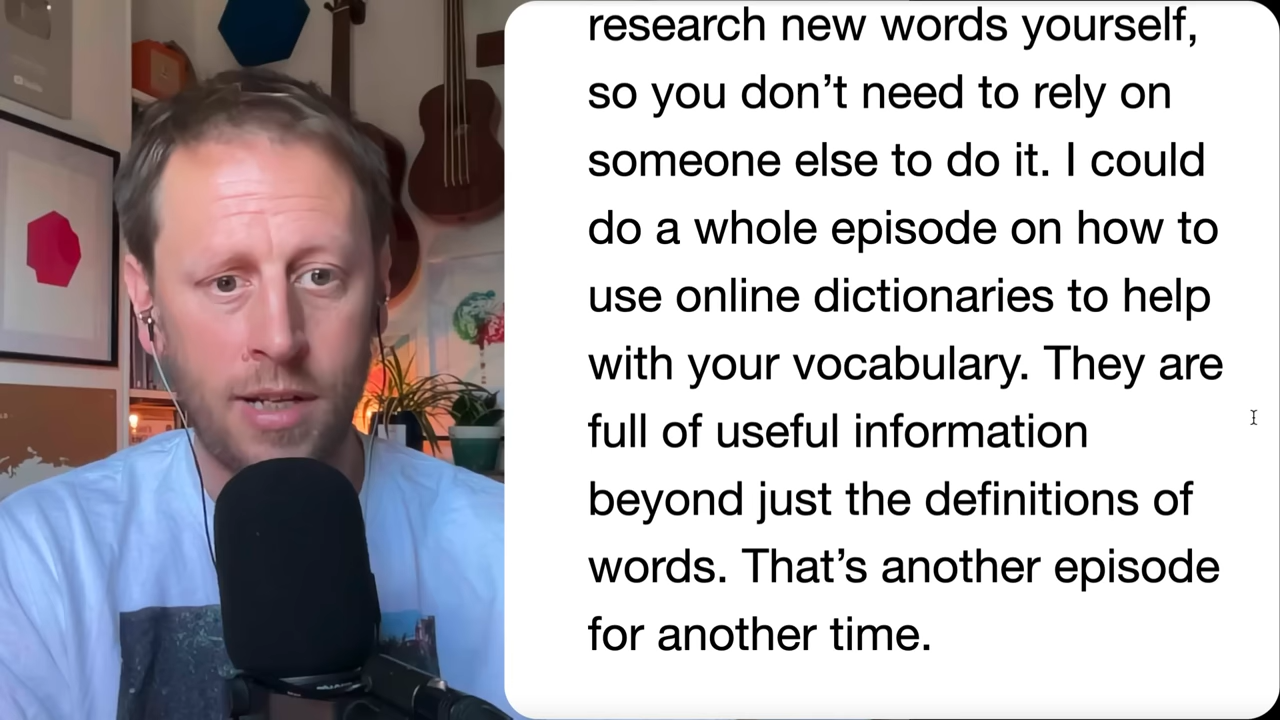 research new words yourself,
so you don’t need to rely on
someone else to do it. I could
do a whole episode on how to
use online dictionaries to help
with your vocabulary. They are
full of useful information
beyond just the definitions of
words. That’s another episode
for another time.